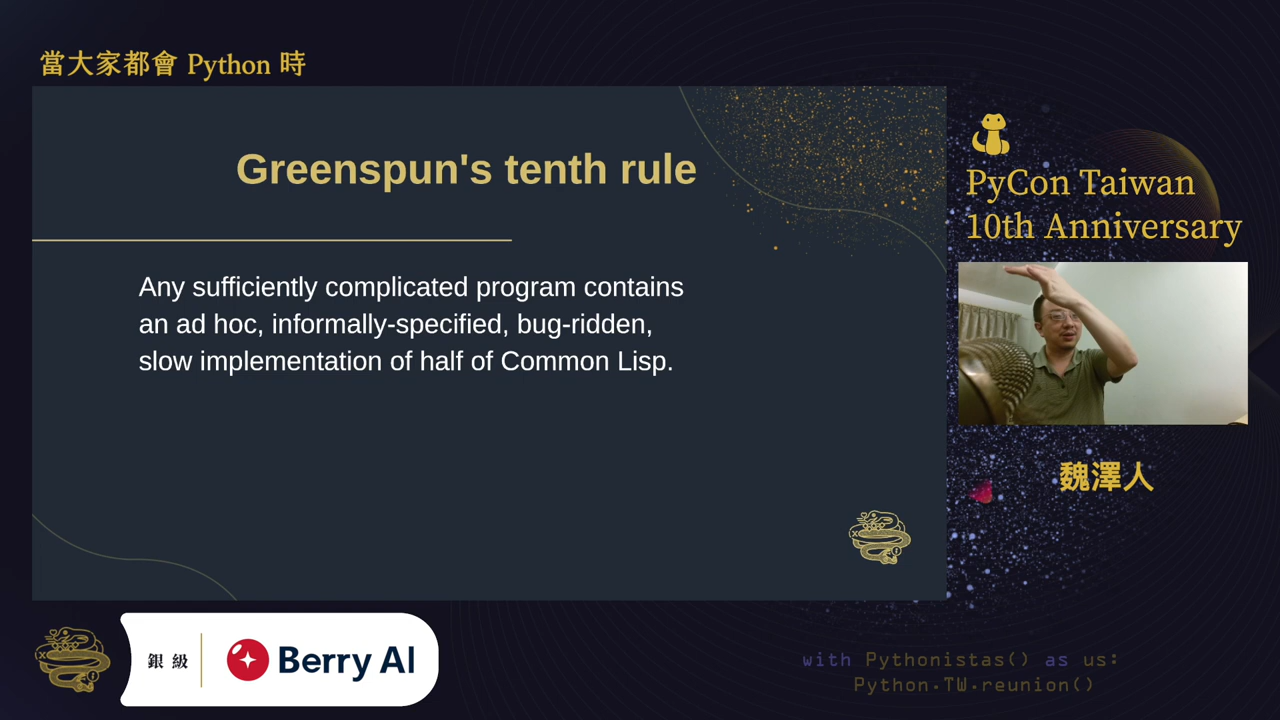 當大家都會 Python 時
Greenspun's tenth rule
Any sufficiently complicated program contains
an ad hoc, informally-specified, bug-ridden,
slow implementation of half of Common Lisp.
PyCon Taiwan
10th Anniversary
魏澤人
銀級
Berry AI
with Pythonistas() as us:
Python.TW.reunion()